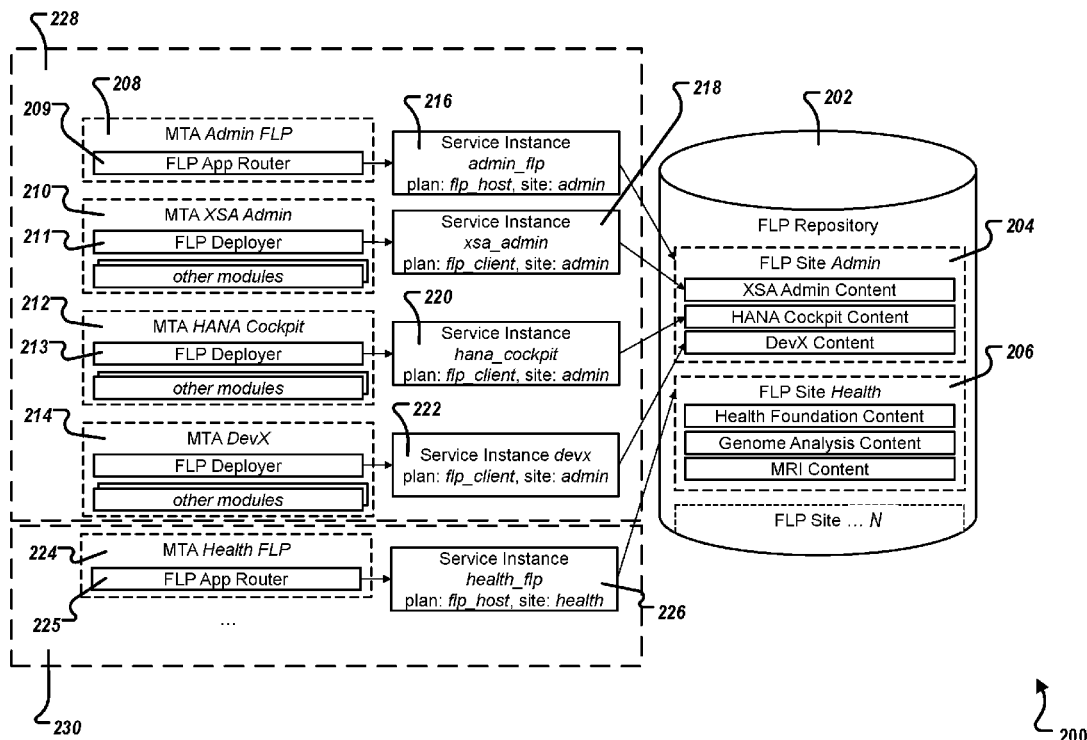 228
208
209
MTA Admin FLP
FLP App Router
216
Service Instance
admin_flp
plan: flp_host, site: admin
218
202
210
MTA XSA Admin
211
FLP Deployer
other modules
Service Instance
xsa_admin
plan: flp_client, site: admin
FLP Repository
204
FLP Site Admin
XSA Admin Content
HANA Cockpit Content
DevX Content
212
MTA HANA Cockpit
213
FLP Deployer
other modules
220
Service Instance
hana_cockpit
plan: flp_client, site: admin
206
FLP Site Health
Health Foundation Content
Genome Analysis Content
MRI Content
FLP Site ... N
214
MTA DevX
FLP Deployer
other modules
222
Service Instance devx
plan: flp_client, site: admin
224
MTA Health FLP
FLP App Router
225
...
Service Instance
health_flp
plan: flp_host, site: health
226
230
200